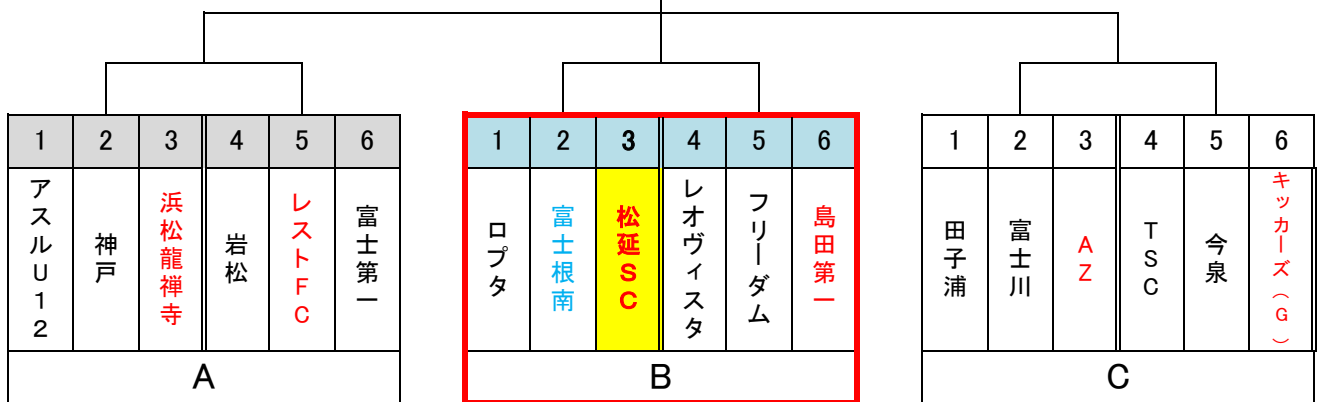 1 2 3 4 5 6
アスルU12
神戸
浜松龍禅寺
岩松
レストFC
富士第一
A
1 2 3 4 5 6
ロプタ
富士根南
松延SC
レオヴィスタ
フリーダム
島田第一
B
1 2 3 4 5 6
田子浦
富士川
AZ
TSC
今泉
キッカーズ(G)
C